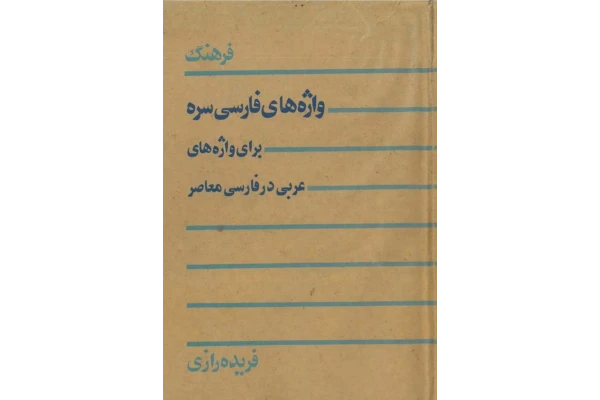 فرهنگ
واژه‌های فارسی سره
برای واژه‌های
عربی در فارسی معاصر
فریده رازی